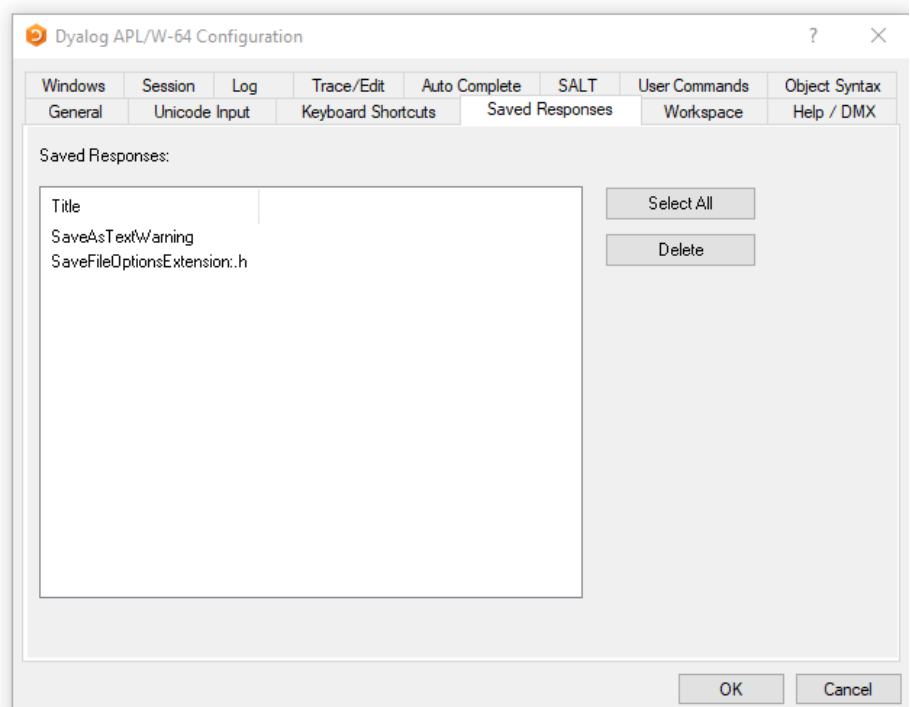 Dyalog APL/W-64 Configuration ?
Windows Session Log Trace/Edit Auto Complete SALT User Commands Object Syntax
General Unicode Input Keyboard Shortcuts Saved Responses Workspace Help / DMX
Saved Responses:
Title
SaveAsTextWarning
SaveFileOptionsExtension:.h
Select All
Delete
OK Cancel